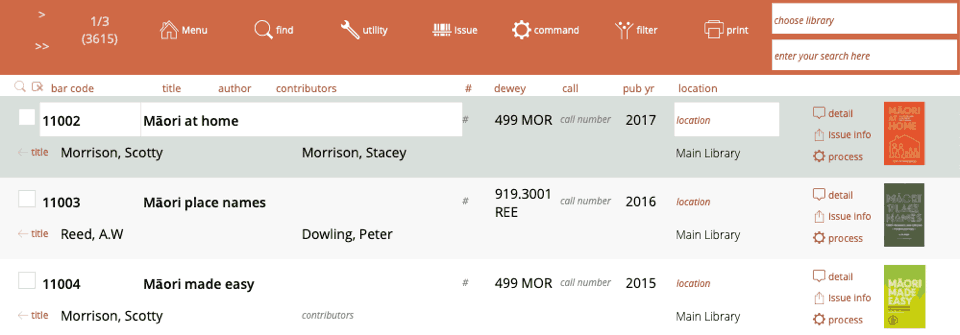 >
1/3
(3615)
>>
Menu
find
utility
Issue
command
filter
print
choose library
enter your search here
bar code title author contributors # dewey call pub yr location
11002 Māori at home # 499 MOR call number 2017 location
detail
Issue info
process
← title Morrison, Scotty Morrison, Stacey Main Library
MĀORI
AT
HOME
11003 Māori place names # 919.3001 REE call number 2016 location
detail
Issue info
process
← title Reed, A.W Dowling, Peter Main Library
MĀORI
PLACE
NAMES
11004 Māori made easy # 499 MOR call number 2015 location
detail
Issue info
process
← title Morrison, Scotty contributors Main Library
MĀORI
MADE
EASY